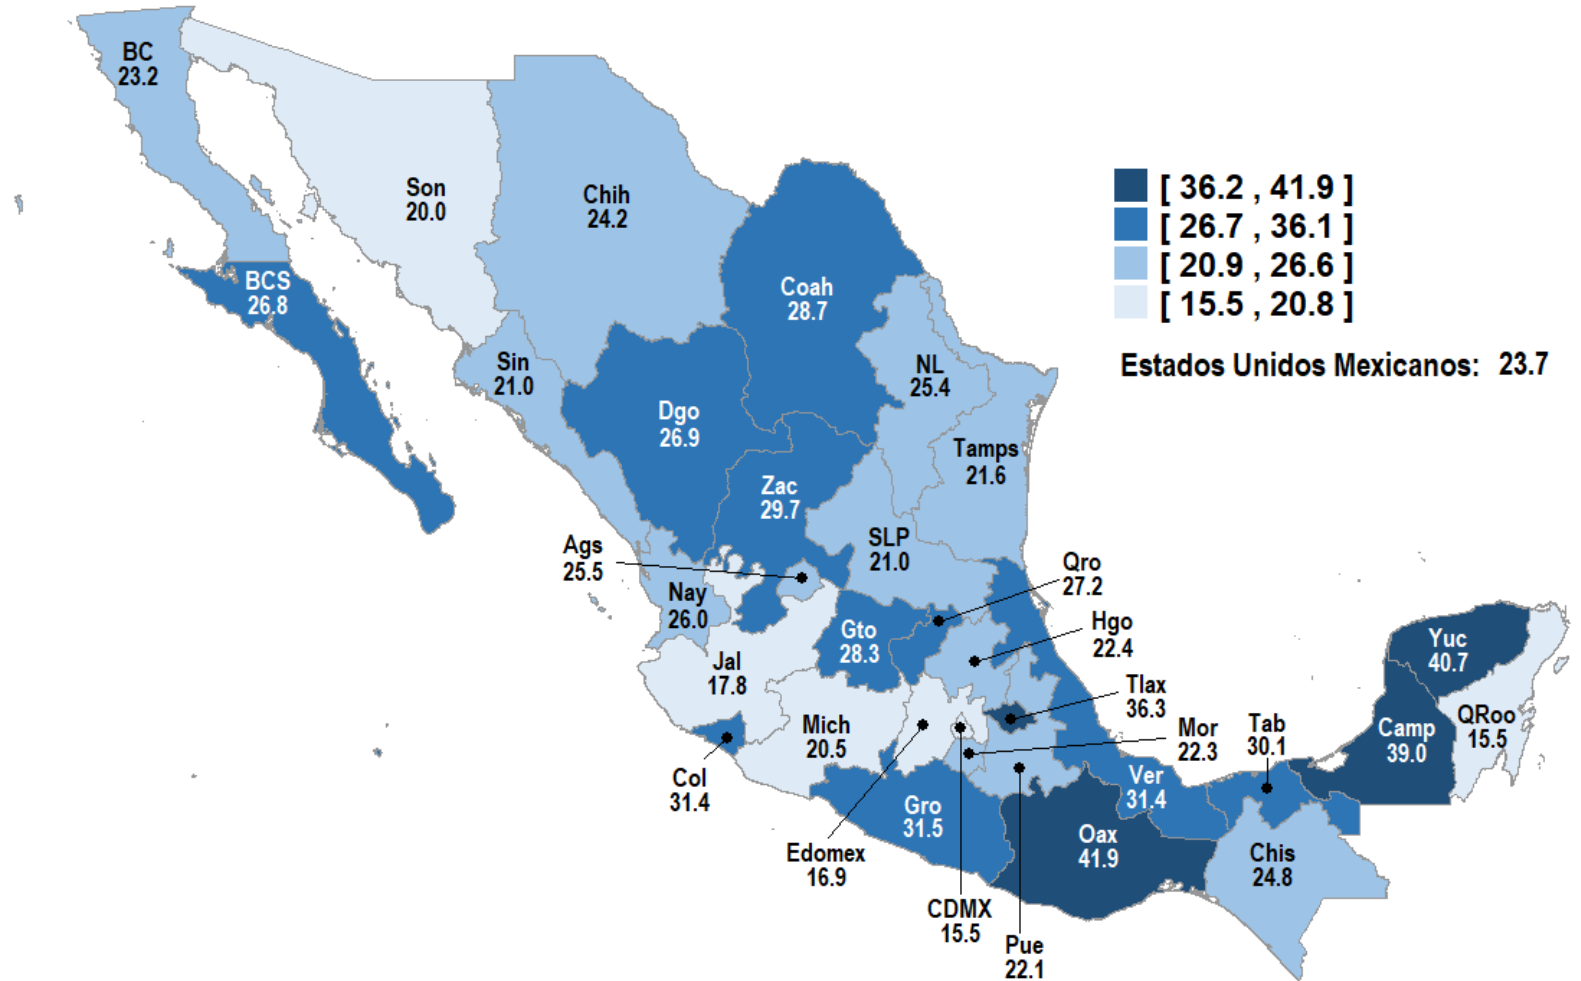 BC
23.2
Son
20.0
Chih
24.2
[ 36.2 , 41.9 ]
[ 26.7 , 36.1 ]
[ 20.9 , 26.6 ]
[ 15.5 , 20.8 ]
Estados Unidos Mexicanos: 23.7
BCS
26.8
Coah
28.7
Sin
21.0
NL
25.4
Dgo
26.9
Tamps
21.6
Zac
29.7
SLP
21.0
Ags
25.5
Qro
27.2
Nay
26.0
Gto
28.3
Hgo
22.4
Yuc
40.7
Jal
17.8
Tlax
36.3
Mich
20.5
Mor
22.3
Tab
30.1
Camp
39.0
QRoo
15.5
Col
31.4
Ver
31.4
Gro
31.5
Oax
41.9
Edomex
16.9
Chis
24.8
CDMX
15.5
Pue
22.1